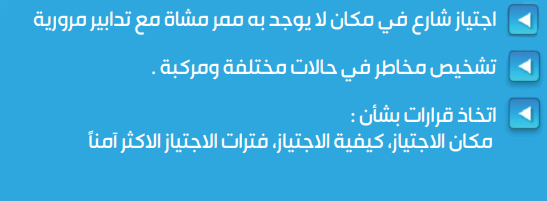 اجتياز شارع في مكان لا يوجد به ممر مشاة مع تدابير مرورية
تشخيص مخاطر في حالات مختلفة ومركبة .
اتخاذ قرارات بشأن :
مكان الاجتياز، كيفية الاجتياز، فترات الاجتياز الاكثر آمناً